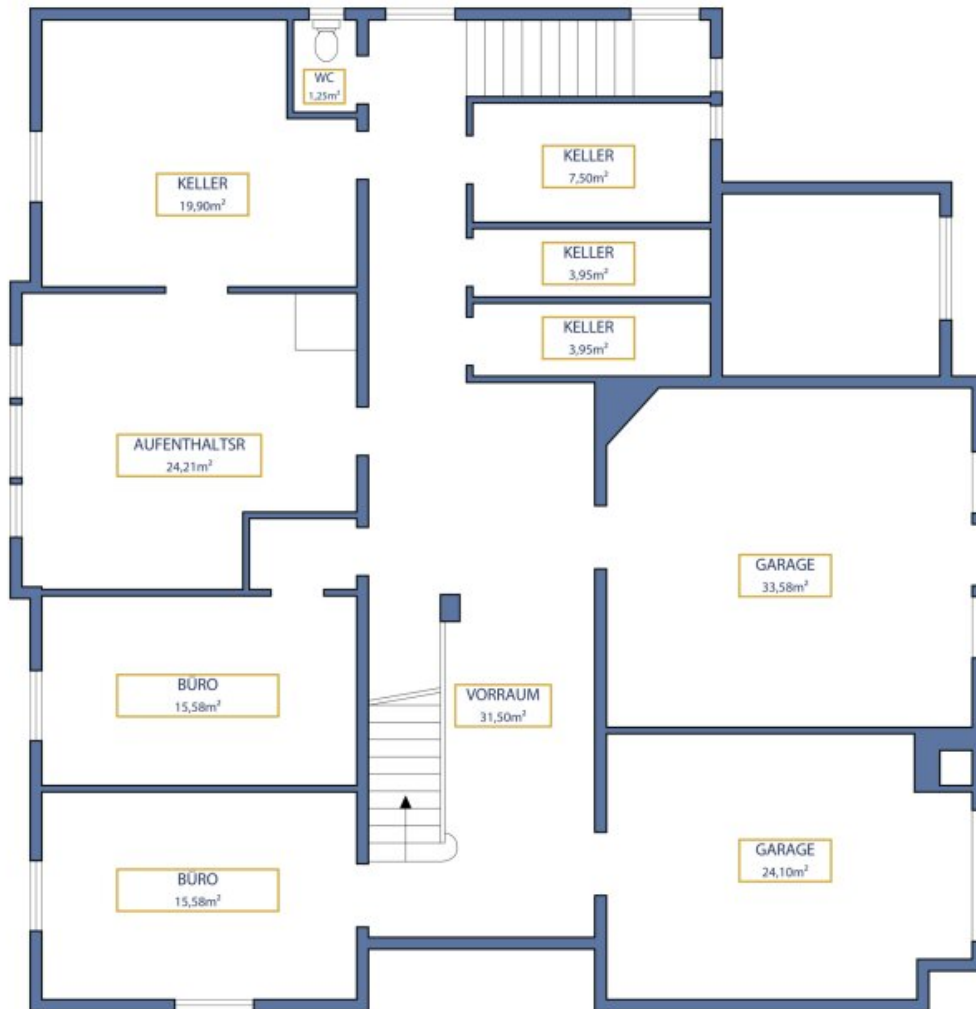 WC
1,25m²
KELLER
7,50m²
KELLER
19,90m²
KELLER
3,95m²
KELLER
3,95m²
AUFENTHALTSR
24,21m²
GARAGE
33,58m²
BÜRO
15,58m²
VORRAUM
31,50m²
GARAGE
24,10m²
BÜRO
15,58m²